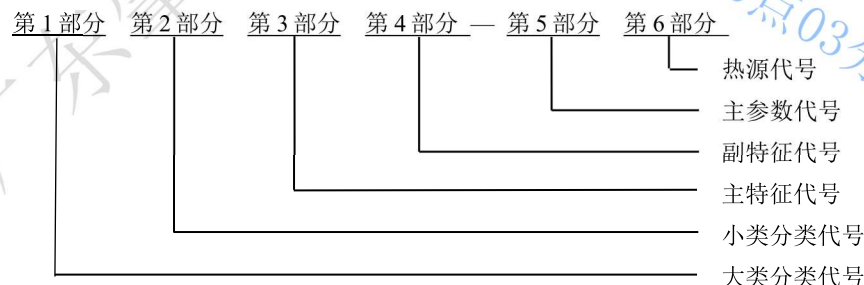 第1部分 第2部分 第3部分 第4部分 — 第5部分 第6部分
热源代号
主参数代号
副特征代号
主特征代号
小类分类代号
大类分类代号